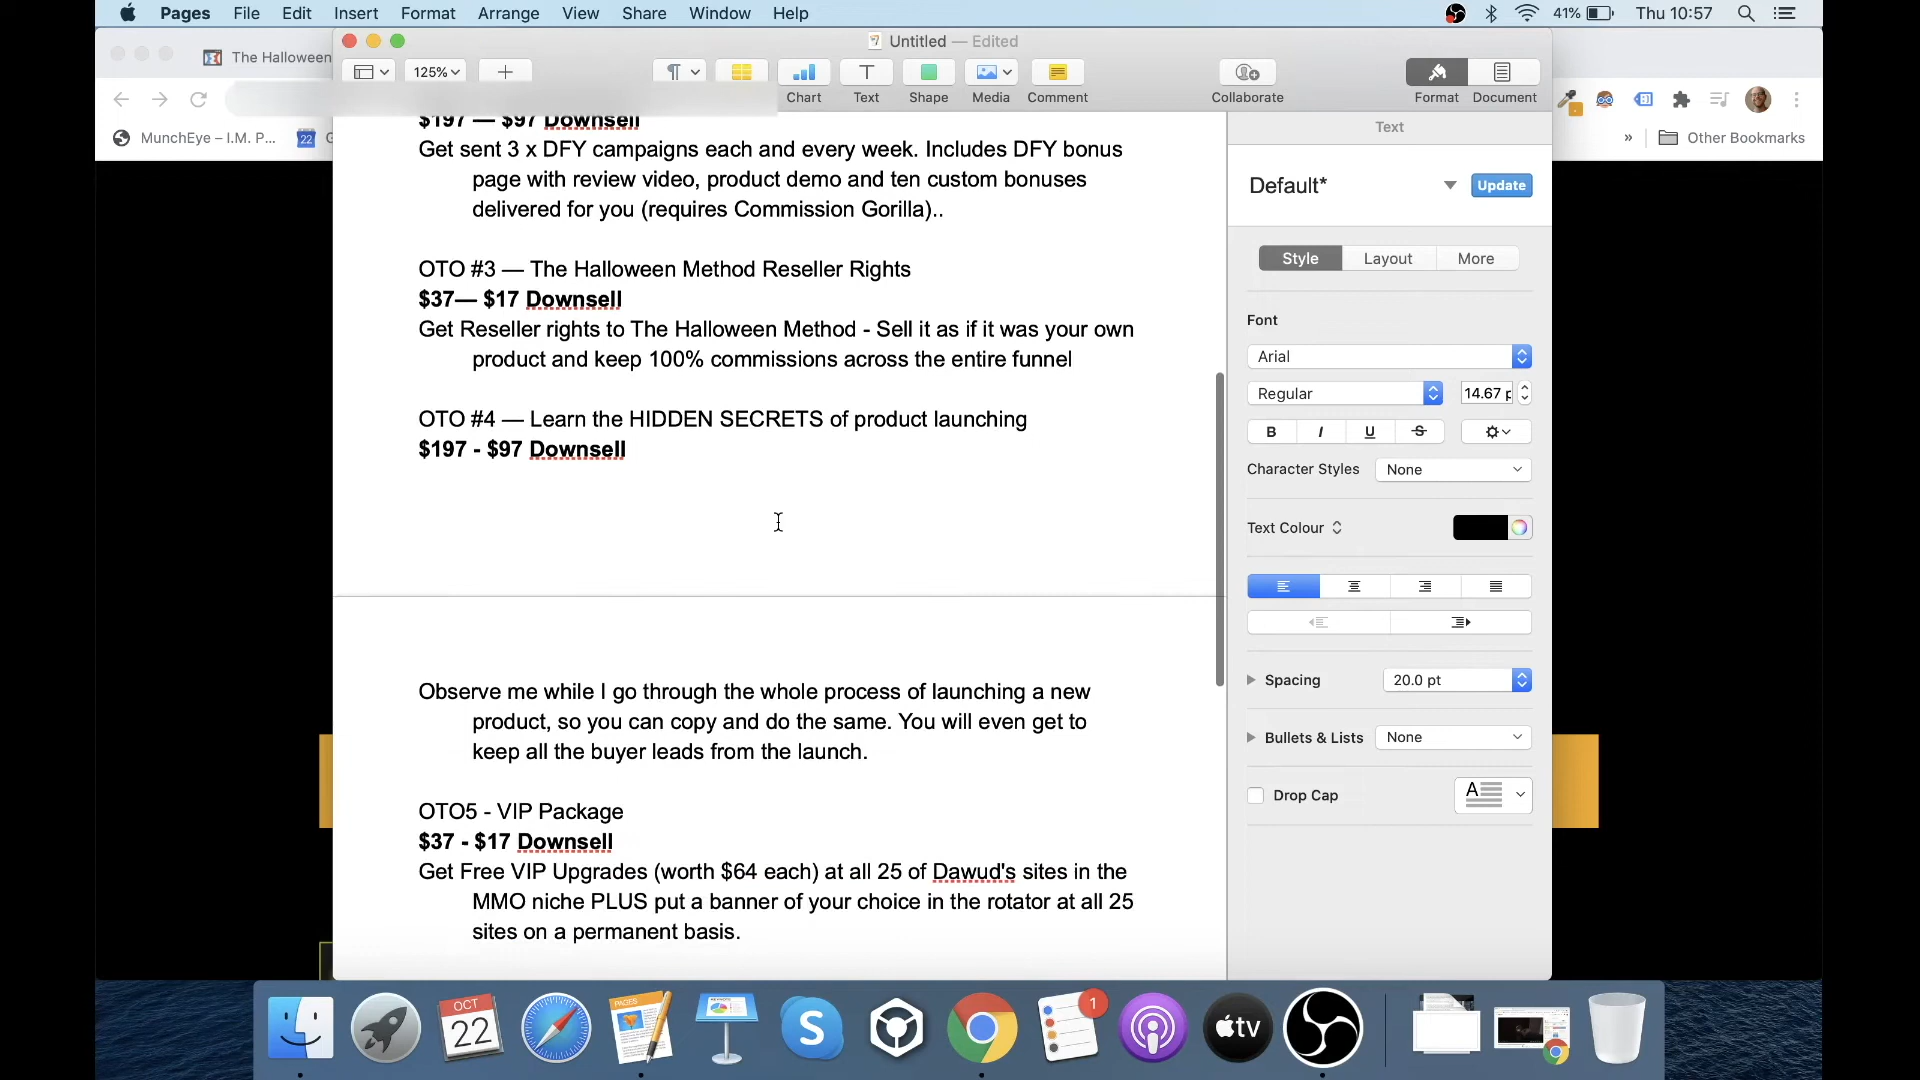 Pages File Edit Insert Format Arrange View Share Window Help 41% Thu 10:57
The Halloween
Untitled — Edited
125%
Chart Text Shape Media Comment Collaborate Format Document
MunchEye – I.M. P... 22 G
» Other Bookmarks
$197 — $97 Downsell
Get sent 3 x DFY campaigns each and every week. Includes DFY bonus
page with review video, product demo and ten custom bonuses
delivered for you (requires Commission Gorilla)..
OTO #3 — The Halloween Method Reseller Rights
$37— $17 Downsell
Get Reseller rights to The Halloween Method - Sell it as if it was your own
product and keep 100% commissions across the entire funnel
OTO #4 — Learn the HIDDEN SECRETS of product launching
$197 - $97 Downsell
Observe me while I go through the whole process of launching a new
product, so you can copy and do the same. You will even get to
keep all the buyer leads from the launch.
OTO5 - VIP Package
$37 - $17 Downsell
Get Free VIP Upgrades (worth $64 each) at all 25 of Dawud's sites in the
MMO niche PLUS put a banner of your choice in the rotator at all 25
sites on a permanent basis.
Text
Default* Update
Style Layout More
Font
Arial
Regular 14.67 p
B I U S
Character Styles None
Text Colour
Spacing 20.0 pt
Bullets & Lists None
Drop Cap A
OCT
22
PAGES
S
1
tv